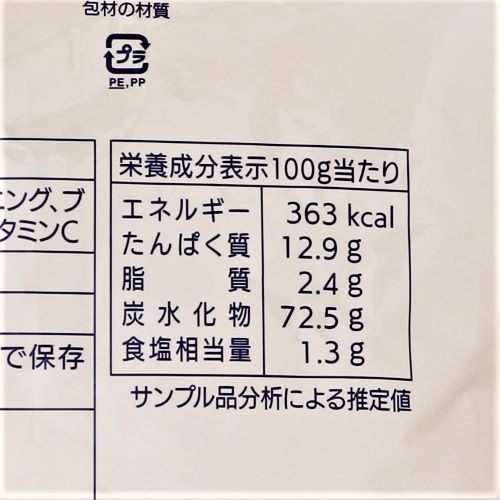 包材の材質
プラ
PE,PP
栄養成分表示100g当たり
ニング、ブ
タミンC
エネルギー 363 kcal
たんぱく質 12.9 g
脂質 2.4 g
炭水化物 72.5 g
食塩相当量 1.3 g
で保存
サンプル品分析による推定値